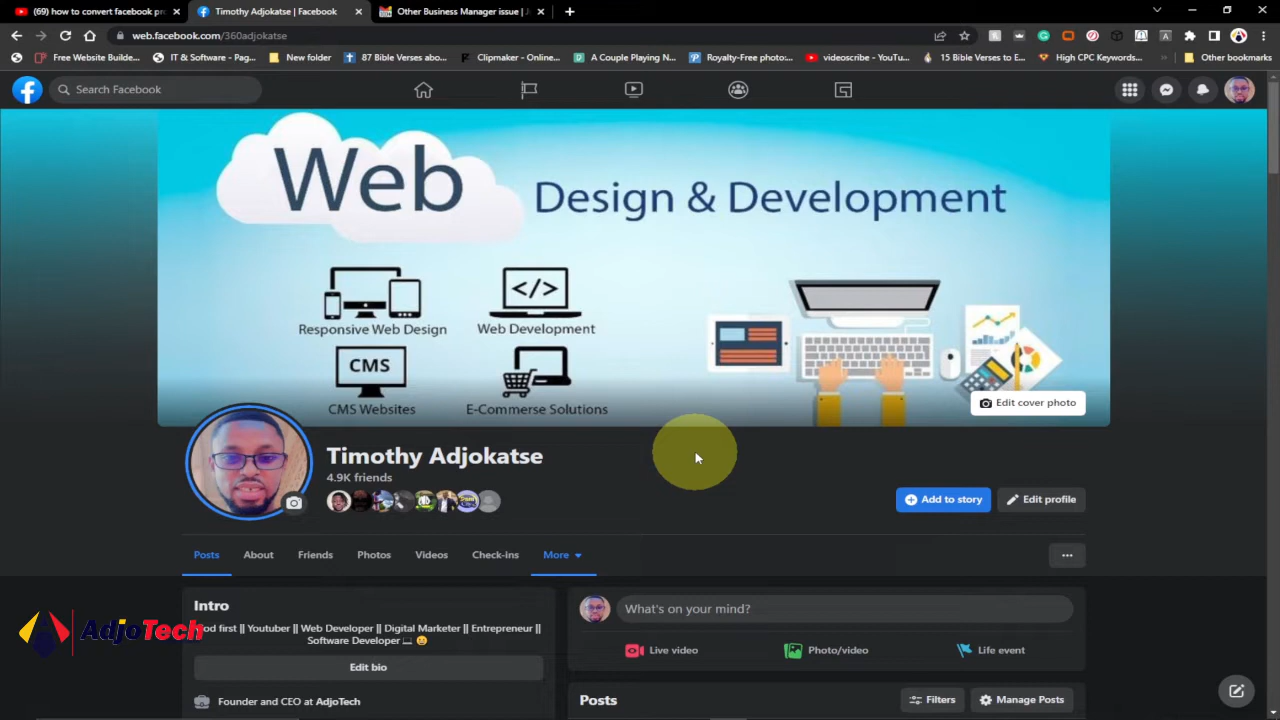 (69) how to convert facebook pro
Timothy Adjokatse | Facebook
Other Business Manager issue |
web.facebook.com/360adjokatse
Free Website Builde...
IT & Software - Pag...
New folder
87 Bible Verses abo...
Clipmaker - Online...
A Couple Playing N...
Royalty-Free photo:...
videoscribe - YouTu...
15 Bible Verses to E...
High CPC Keywords...
»
Other bookmarks
Search Facebook
Web
Design & Development
Responsive Web Design
</>
Web Development
CMS
CMS Websites
E-Commerse Solutions
Edit cover photo
Timothy Adjokatse
4.9K friends
Add to story
Edit profile
Posts
About
Friends
Photos
Videos
Check-ins
More
Intro
od first || Youtuber || Web Developer || Digital Marketer || Entrepreneur ||
Software Developer 💻 😉
Edit bio
Founder and CEO at AdjoTech
AdjoTech
What's on your mind?
Live video
Photo/video
Life event
Posts
Filters
Manage Posts